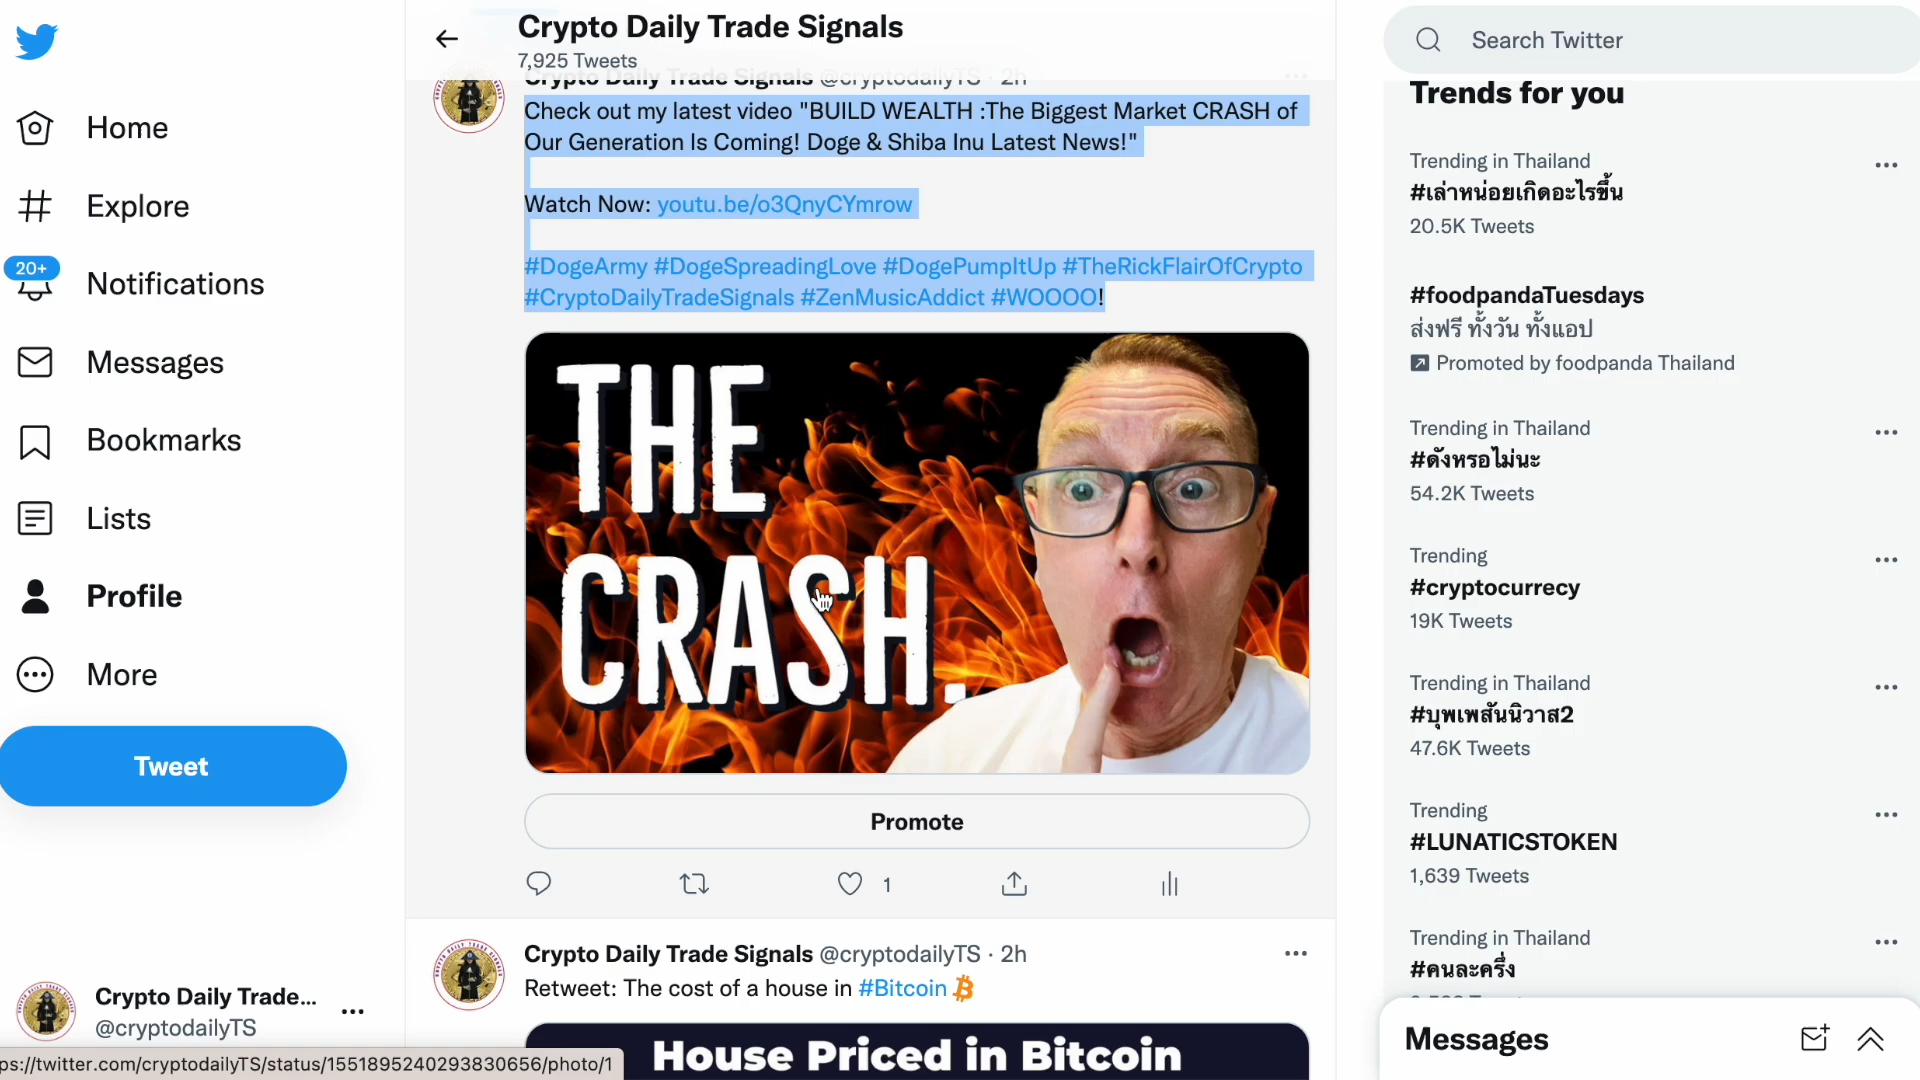 Crypto Daily Trade Signals
7,925 Tweets
Home
Explore
20+
Notifications
Messages
Bookmarks
Lists
Profile
More
Tweet
Crypto Daily Trade...
@cryptodailyTS
ps://twitter.com/cryptodailyTS/status/1551895240293830656/photo/1
Crypto Daily Trade Signals @cryptodailyTS · 2h
Check out my latest video "BUILD WEALTH :The Biggest Market CRASH of
Our Generation Is Coming! Doge & Shiba Inu Latest News!"
Watch Now: youtu.be/o3QnyCYmrow
#DogeArmy #DogeSpreadingLove #DogePumpItUp #TheRickFlairOfCrypto
#CryptoDailyTradeSignals #ZenMusicAddict #WOOOO!
THE
CRASH.
Promote
1
Crypto Daily Trade Signals @cryptodailyTS · 2h
Retweet: The cost of a house in #Bitcoin
House Priced in Bitcoin
Search Twitter
Trends for you
Trending in Thailand
#เล่าหน่อยเกิดอะไรขึ้น
20.5K Tweets
#foodpandaTuesdays
ส่งฟรี ทั้งวัน ทั้งแอป
Promoted by foodpanda Thailand
Trending in Thailand
#ดังหรอไม่นะ
54.2K Tweets
Trending
#cryptocurrecy
19K Tweets
Trending in Thailand
#บุพเพสันนิวาส2
47.6K Tweets
Trending
#LUNATICSTOKEN
1,639 Tweets
Trending in Thailand
#คนละครึ่ง
Messages